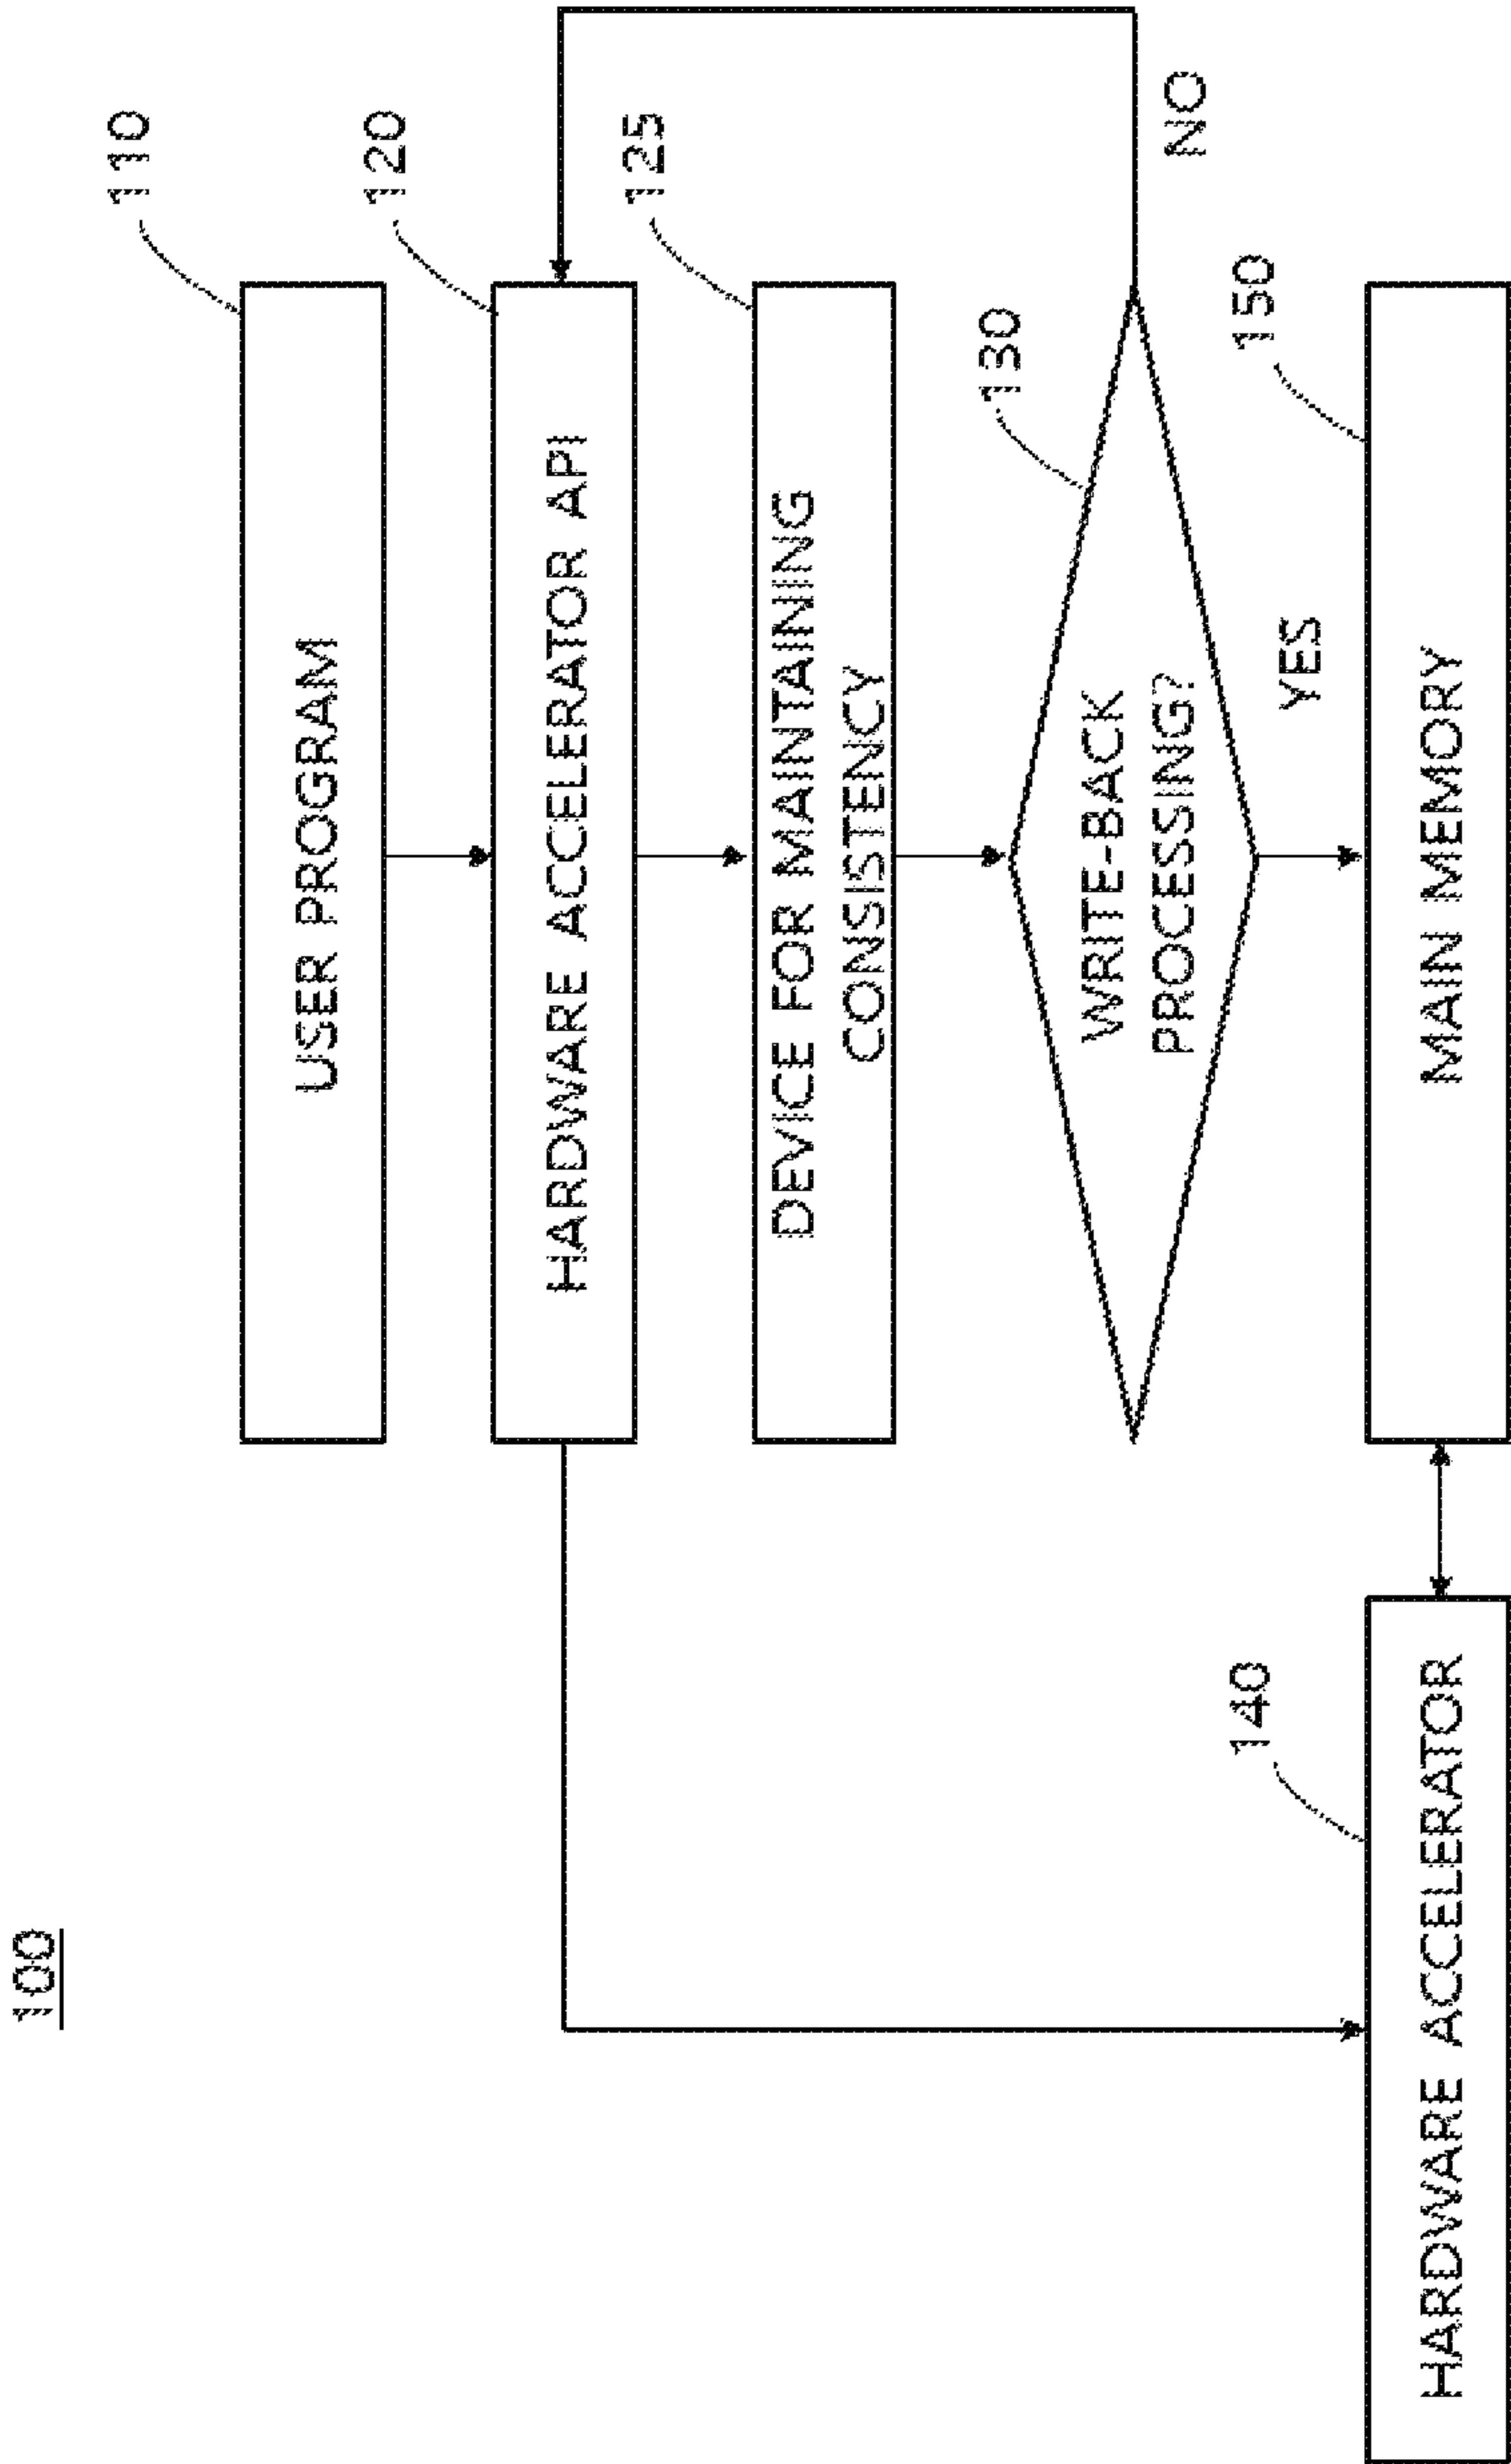 100
USER PROGRAM
110
HARDWARE ACCELERATOR API
120
DEVICE FOR MAINTAINING
CONSISTENCY
125
WRITE-BACK
PROCESSING?
130
NO
YES
HARDWARE ACCELERATOR
140
MAIN MEMORY
150